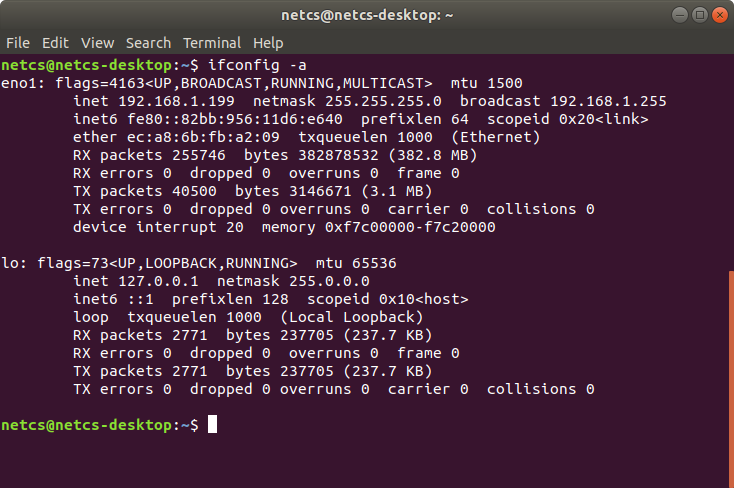 netcs@netcs-desktop: ~
File Edit View Search Terminal Help
netcs@netcs-desktop:~$ ifconfig -a
eno1: flags=4163<UP,BROADCAST,RUNNING,MULTICAST>  mtu 1500
        inet 192.168.1.199  netmask 255.255.255.0  broadcast 192.168.1.255
        inet6 fe80::82bb:956:11d6:e640  prefixlen 64  scopeid 0x20<link>
        ether ec:a8:6b:fb:a2:09  txqueuelen 1000  (Ethernet)
        RX packets 255746  bytes 382878532 (382.8 MB)
        RX errors 0  dropped 0  overruns 0  frame 0
        TX packets 40500  bytes 3146671 (3.1 MB)
        TX errors 0  dropped 0 overruns 0  carrier 0  collisions 0
        device interrupt 20  memory 0xf7c00000-f7c20000

lo: flags=73<UP,LOOPBACK,RUNNING>  mtu 65536
        inet 127.0.0.1  netmask 255.0.0.0
        inet6 ::1  prefixlen 128  scopeid 0x10<host>
        loop  txqueuelen 1000  (Local Loopback)
        RX packets 2771  bytes 237705 (237.7 KB)
        RX errors 0  dropped 0  overruns 0  frame 0
        TX packets 2771  bytes 237705 (237.7 KB)
        TX errors 0  dropped 0 overruns 0  carrier 0  collisions 0

netcs@netcs-desktop:~$